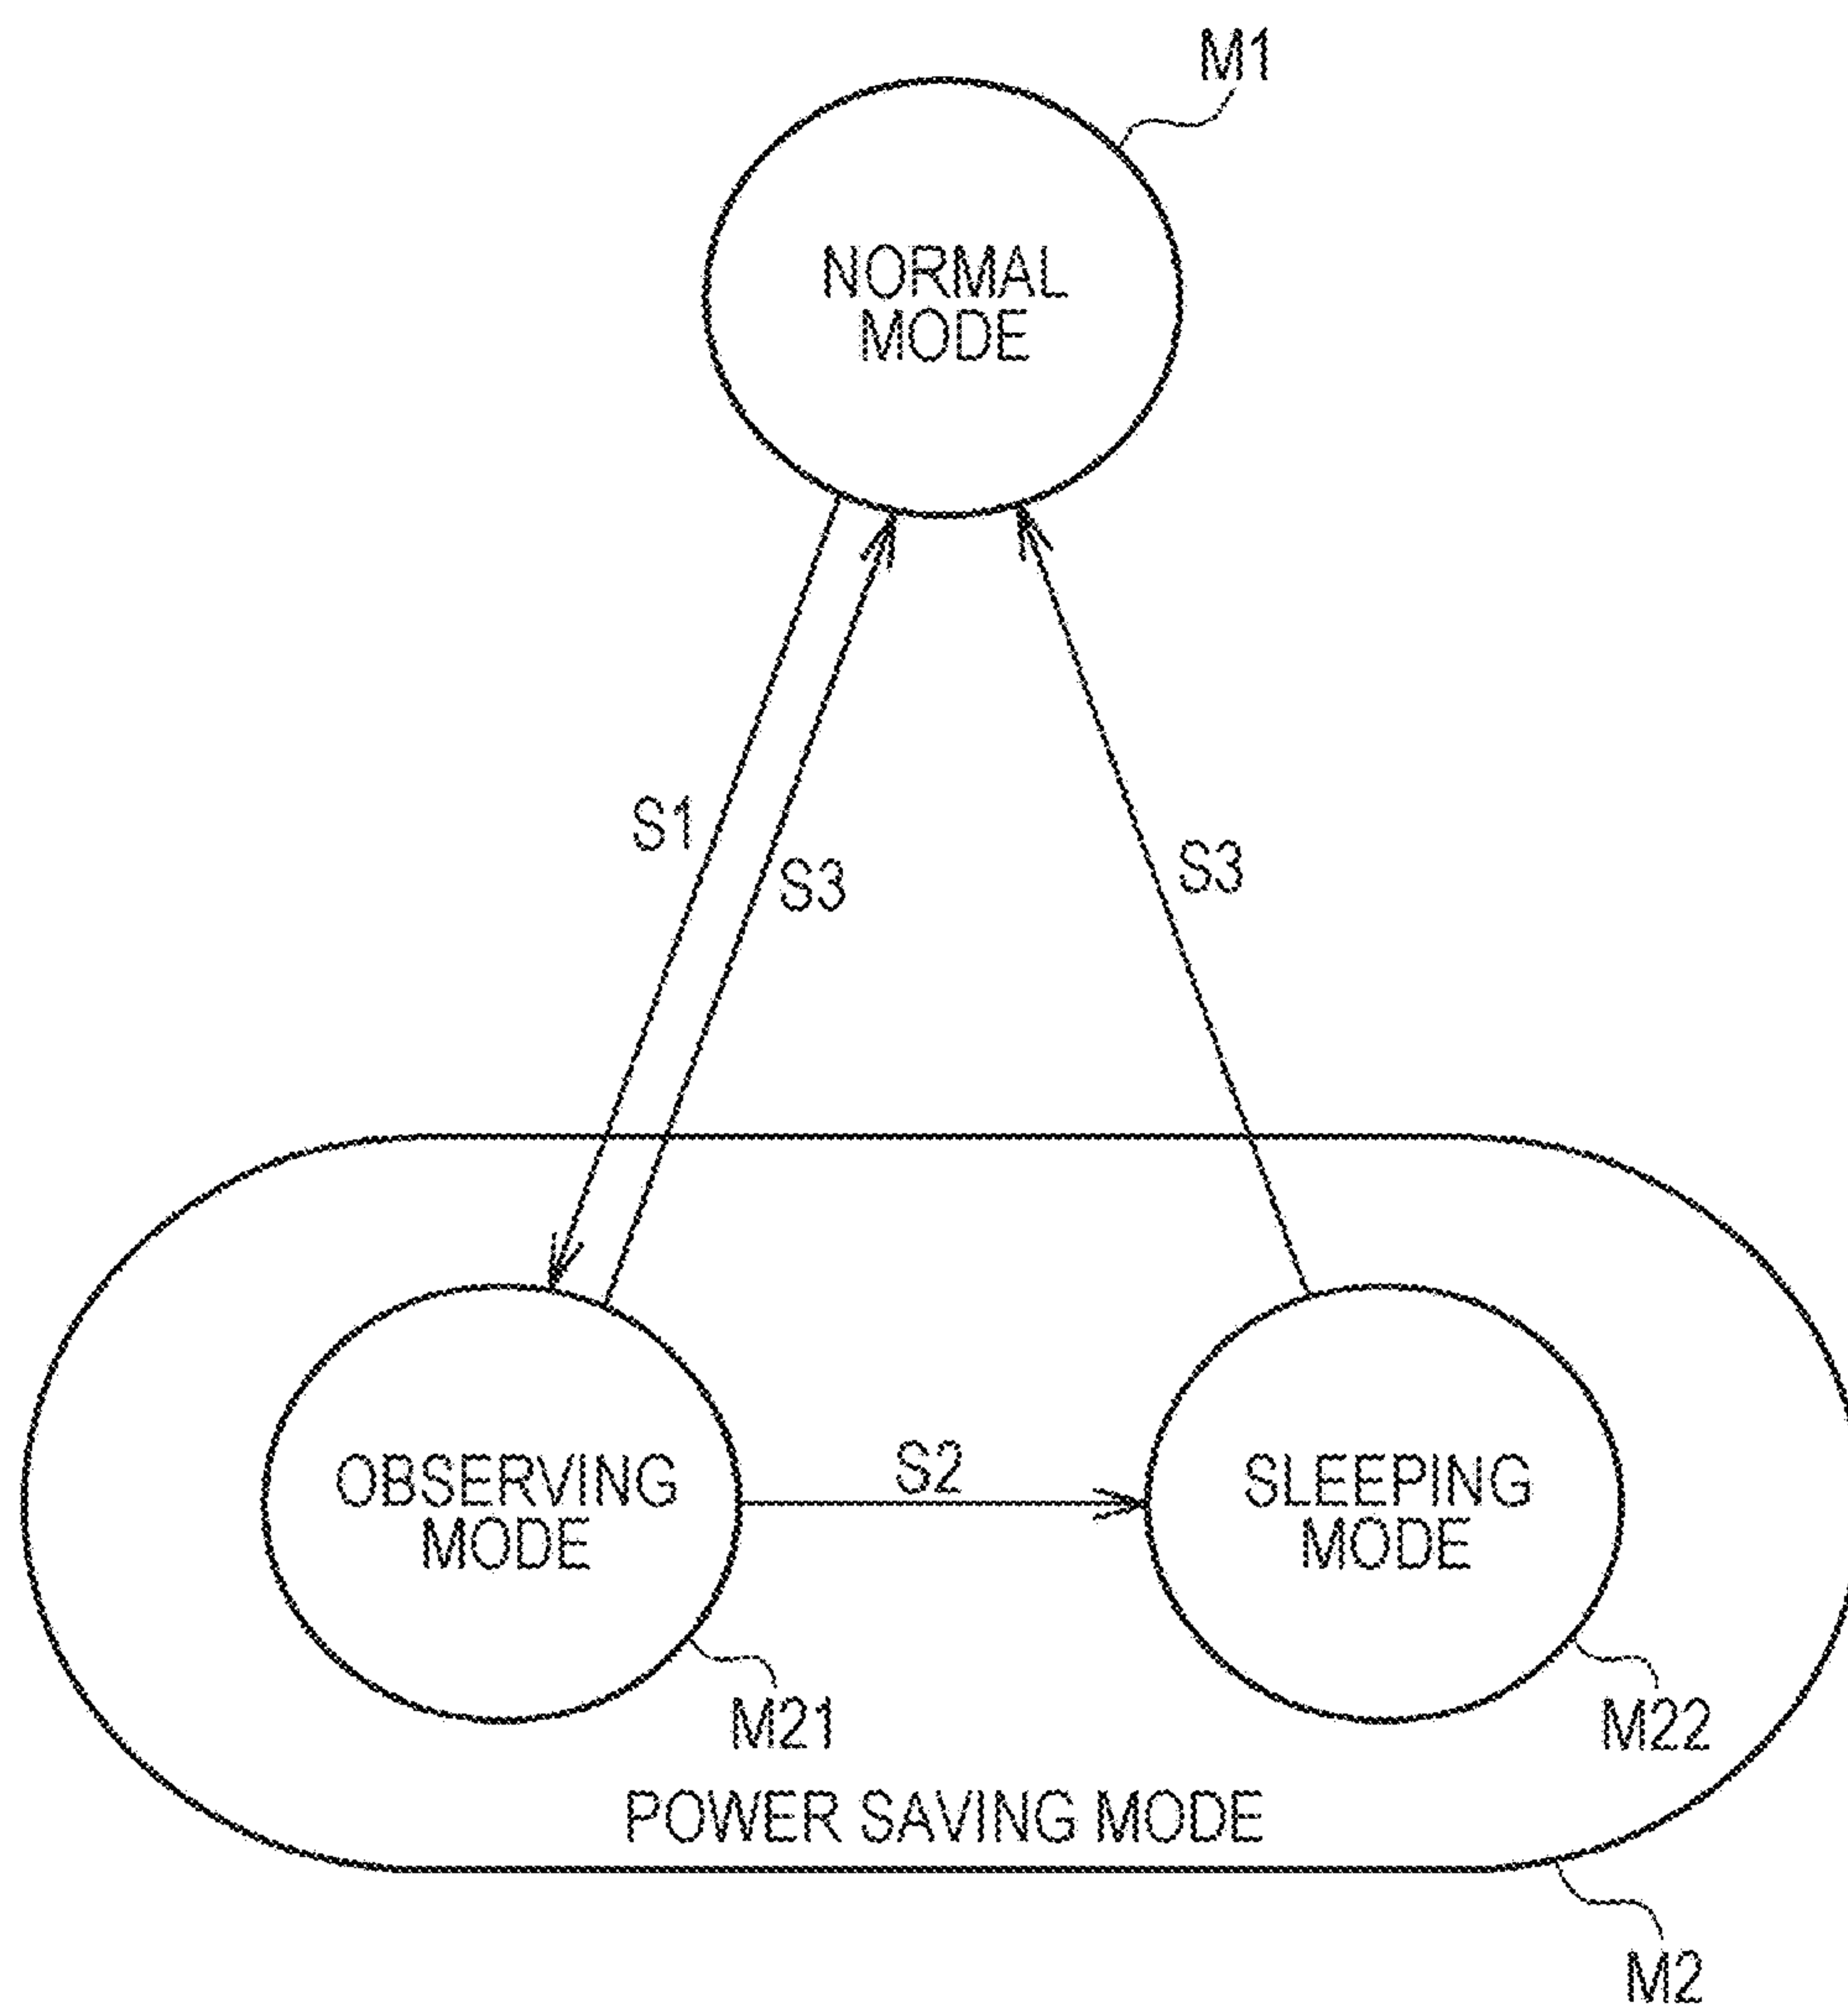 M1
NORMAL
MODE
S1
S3
S3
OBSERVING
MODE
S2
SLEEPING
MODE
M21
M22
POWER SAVING MODE
M2